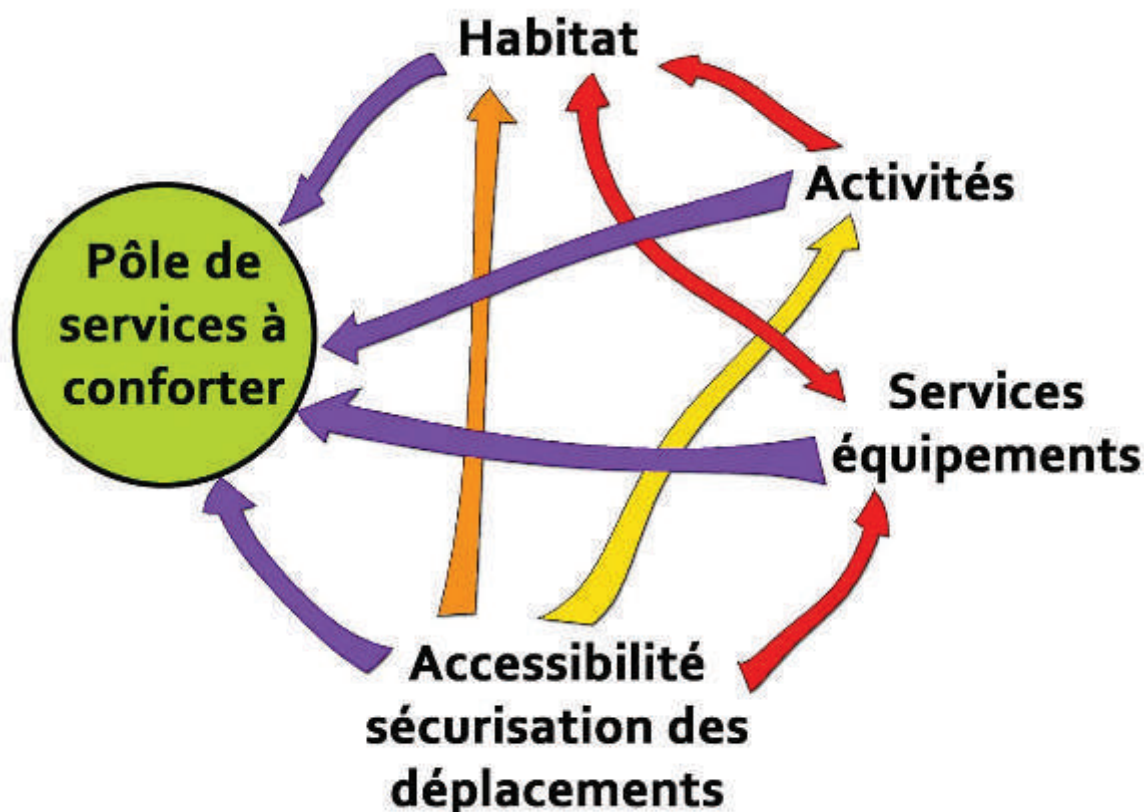 Habitat
Activités
Pôle de
services à
conforter
Services
équipements
Accessibilité
sécurisation des
déplacements